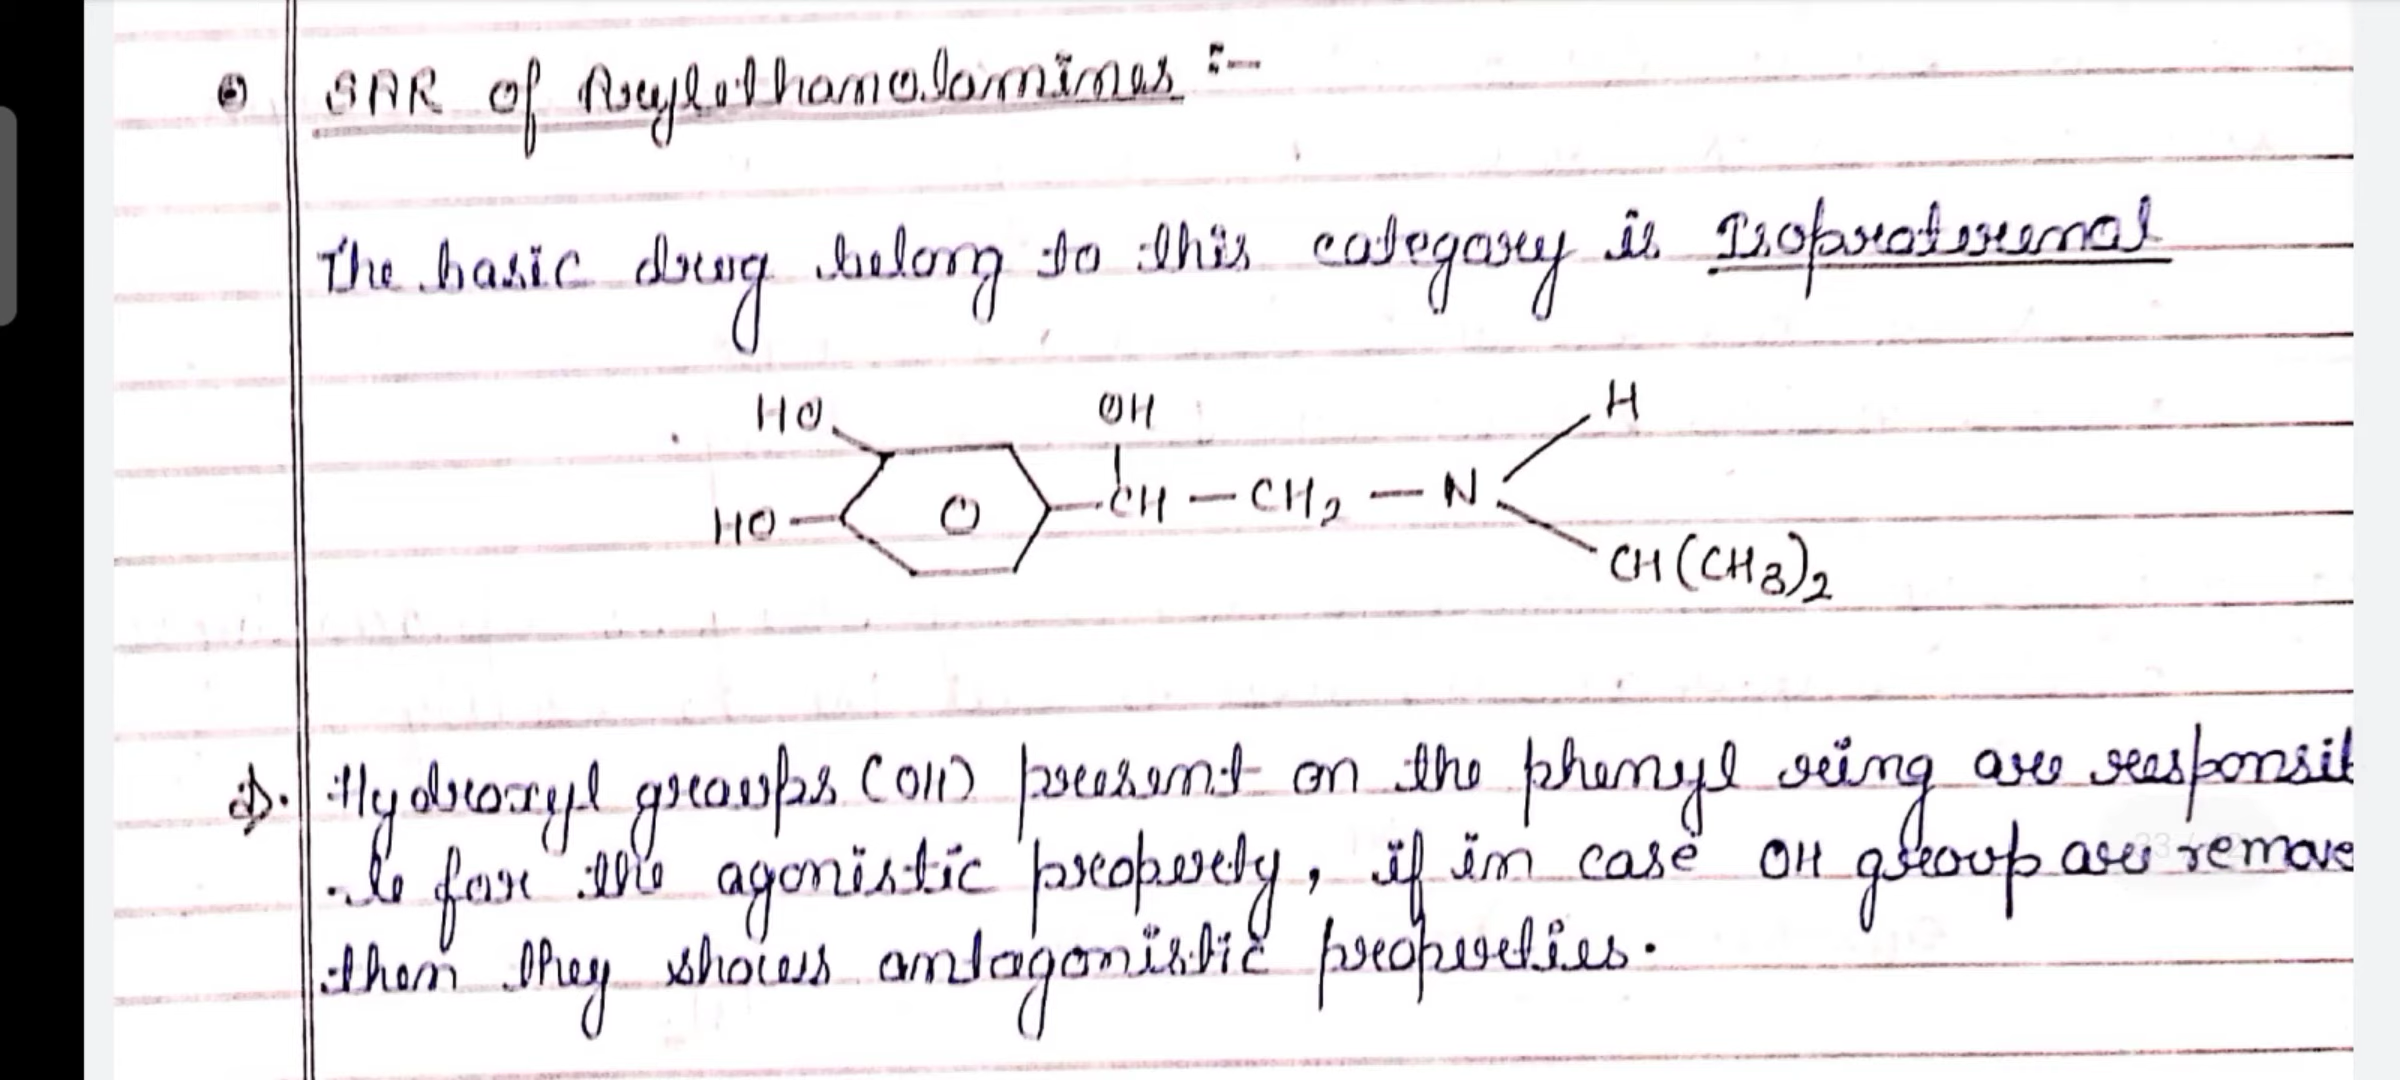 SAR of Arylethanolamines :-
The basic drug belong to this category is Isoproterenol
HO OH H
HO CH - CH2 - N
CH(CH3)2
1). Hydroxyl groups (OH) present on the phenyl ring are responsib
-le for the agonistic property, if in case OH group are remove
then they shows antagonistic properties.